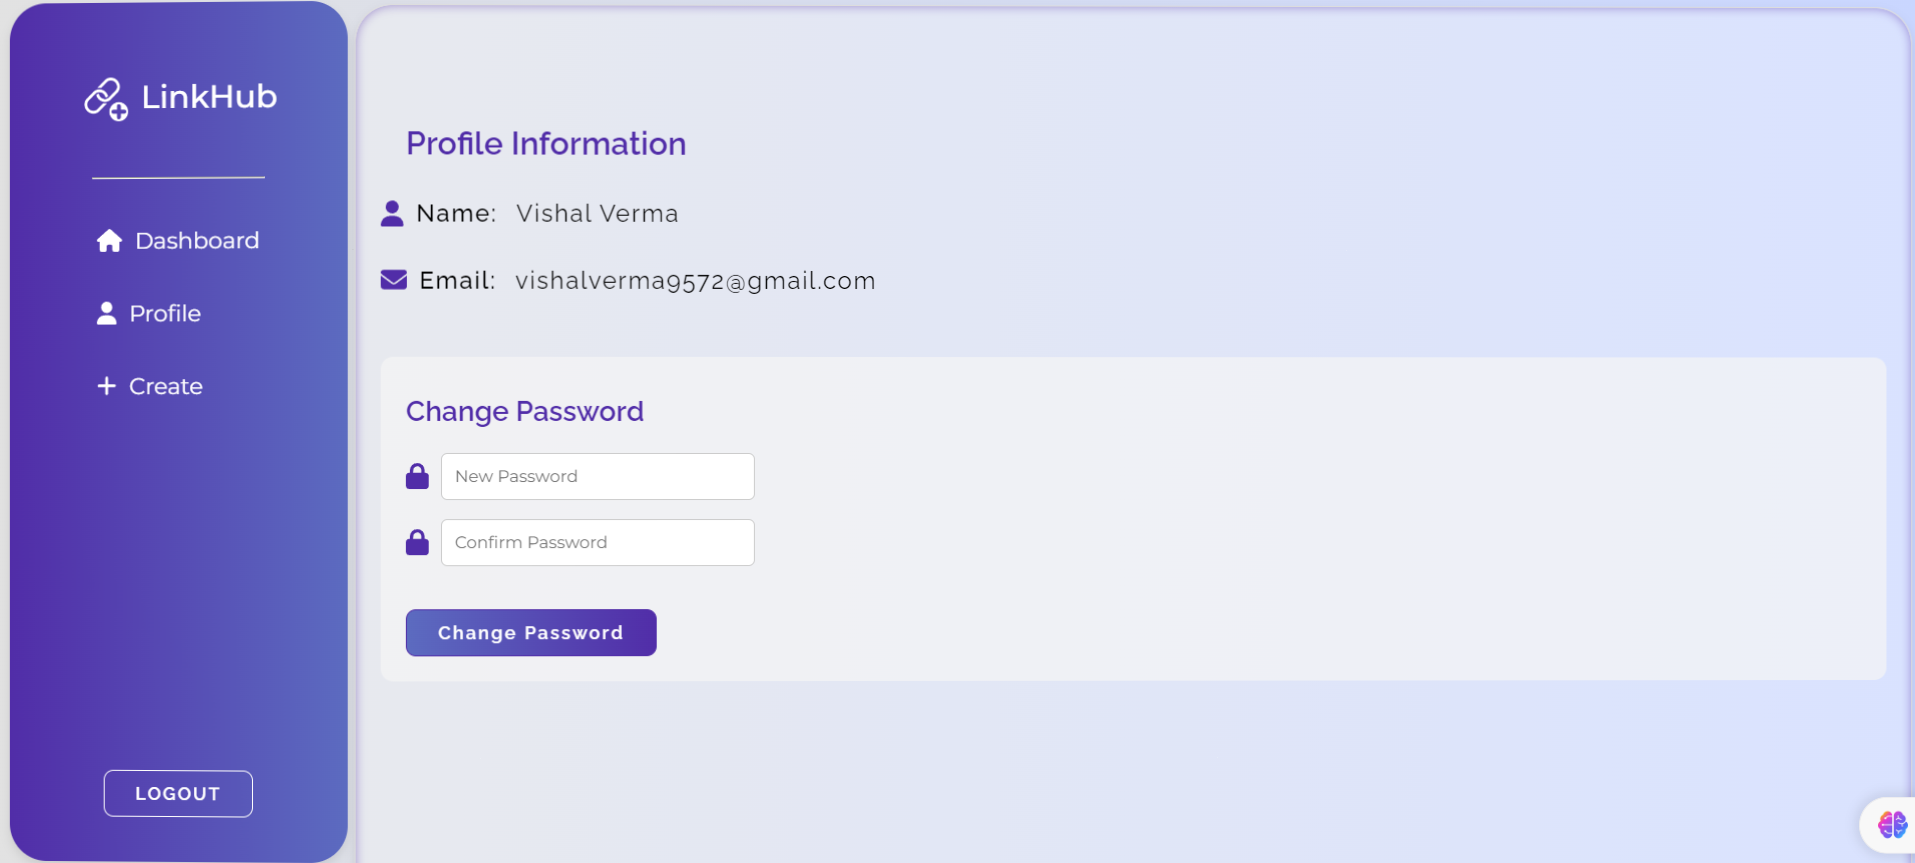 LinkHub
Dashboard
Profile
Create
LOGOUT
Profile Information
Name: Vishal Verma
Email: vishalverma9572@gmail.com
Change Password
New Password
Confirm Password
Change Password